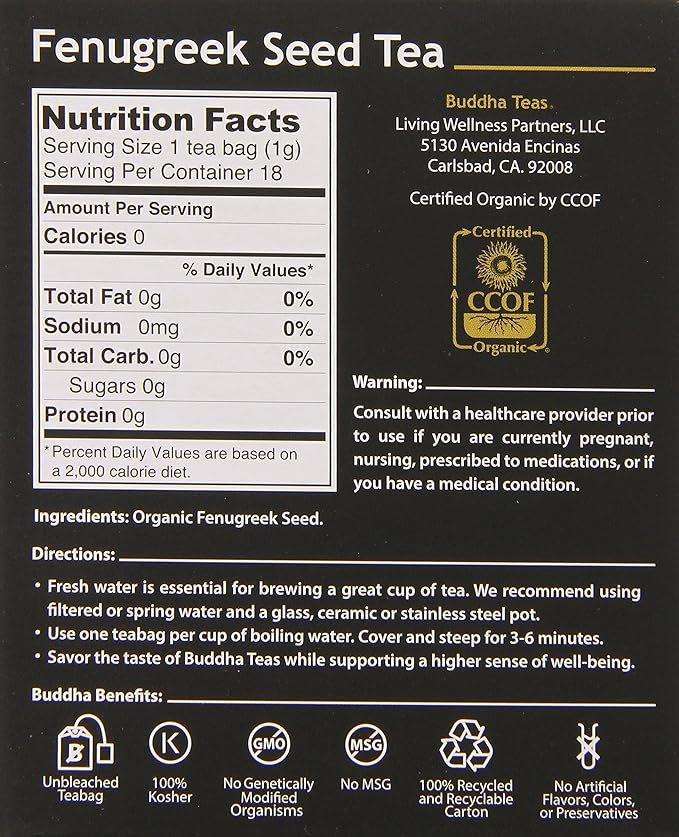 Fenugreek Seed Tea
Nutrition Facts
Serving Size 1 tea bag (1g)
Serving Per Container 18
Amount Per Serving
Calories 0
% Daily Values*
Total Fat 0g 0%
Sodium 0mg 0%
Total Carb. 0g 0%
Sugars 0g
Protein 0g
* Percent Daily Values are based on
a 2,000 calorie diet.
Buddha Teas®
Living Wellness Partners, LLC
5130 Avenida Encinas
Carlsbad, CA. 92008
Certified Organic by CCOF
Certified
CCOF
Organic
®
Warning:
Consult with a healthcare provider prior
to use if you are currently pregnant,
nursing, prescribed to medications, or if
you have a medical condition.
Ingredients: Organic Fenugreek Seed.
Directions:
• Fresh water is essential for brewing a great cup of tea. We recommend using
filtered or spring water and a glass, ceramic or stainless steel pot.
• Use one teabag per cup of boiling water. Cover and steep for 3-6 minutes.
• Savor the taste of Buddha Teas while supporting a higher sense of well-being.
Buddha Benefits:
B
K
GMO
MSG
Unbleached
Teabag
100%
Kosher
No Genetically
Modified
Organisms
No MSG
100% Recycled
and Recyclable
Carton
No Artificial
Flavors, Colors,
or Preservatives